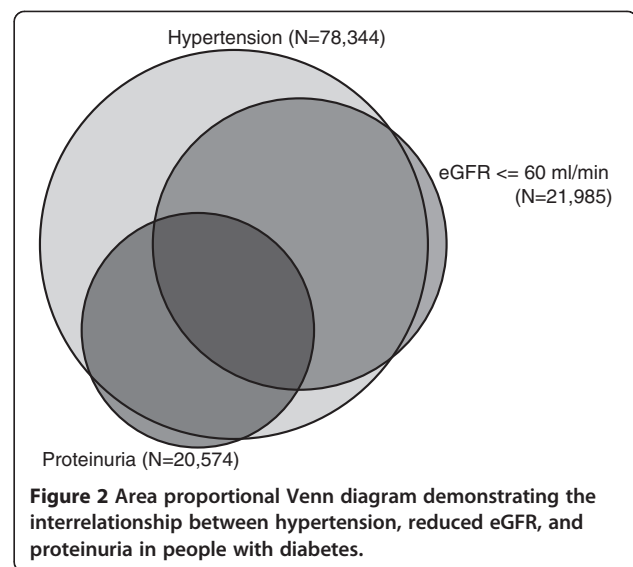 Hypertension (N=78,344)
eGFR <= 60 ml/min
(N=21,985)
Proteinuria (N=20,574)
Figure 2 Area proportional Venn diagram demonstrating the
interrelationship between hypertension, reduced eGFR, and
proteinuria in people with diabetes.